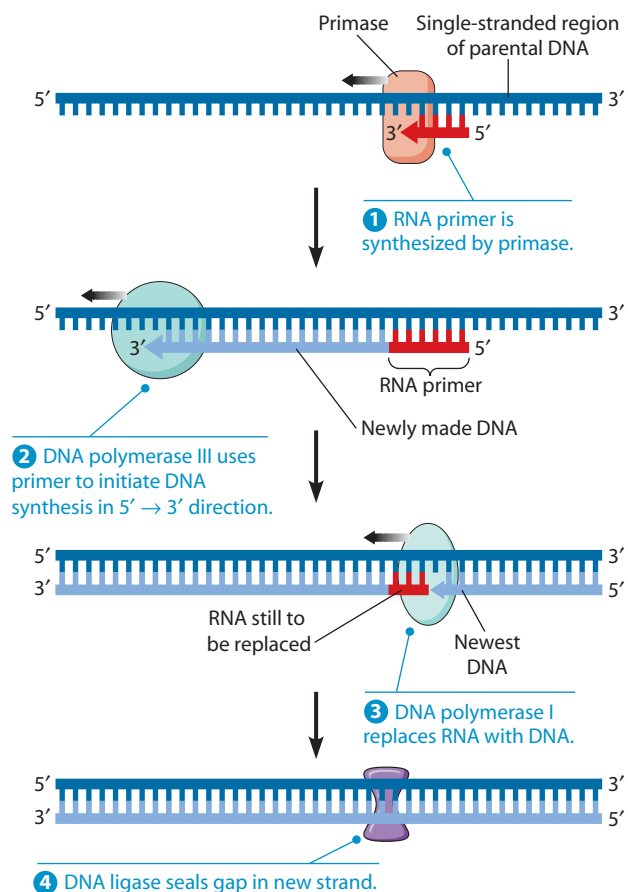 Primase
Single-stranded region
of parental DNA
5′
3′
3′
5′
1 RNA primer is
synthesized by primase.
5′
3′
3′
5′
RNA primer
Newly made DNA
2 DNA polymerase III uses
primer to initiate DNA
synthesis in 5′ → 3′ direction.
5′
3′
3′
5′
RNA still to
be replaced
Newest
DNA
3 DNA polymerase I
replaces RNA with DNA.
5′
3′
3′
5′
4 DNA ligase seals gap in new strand.